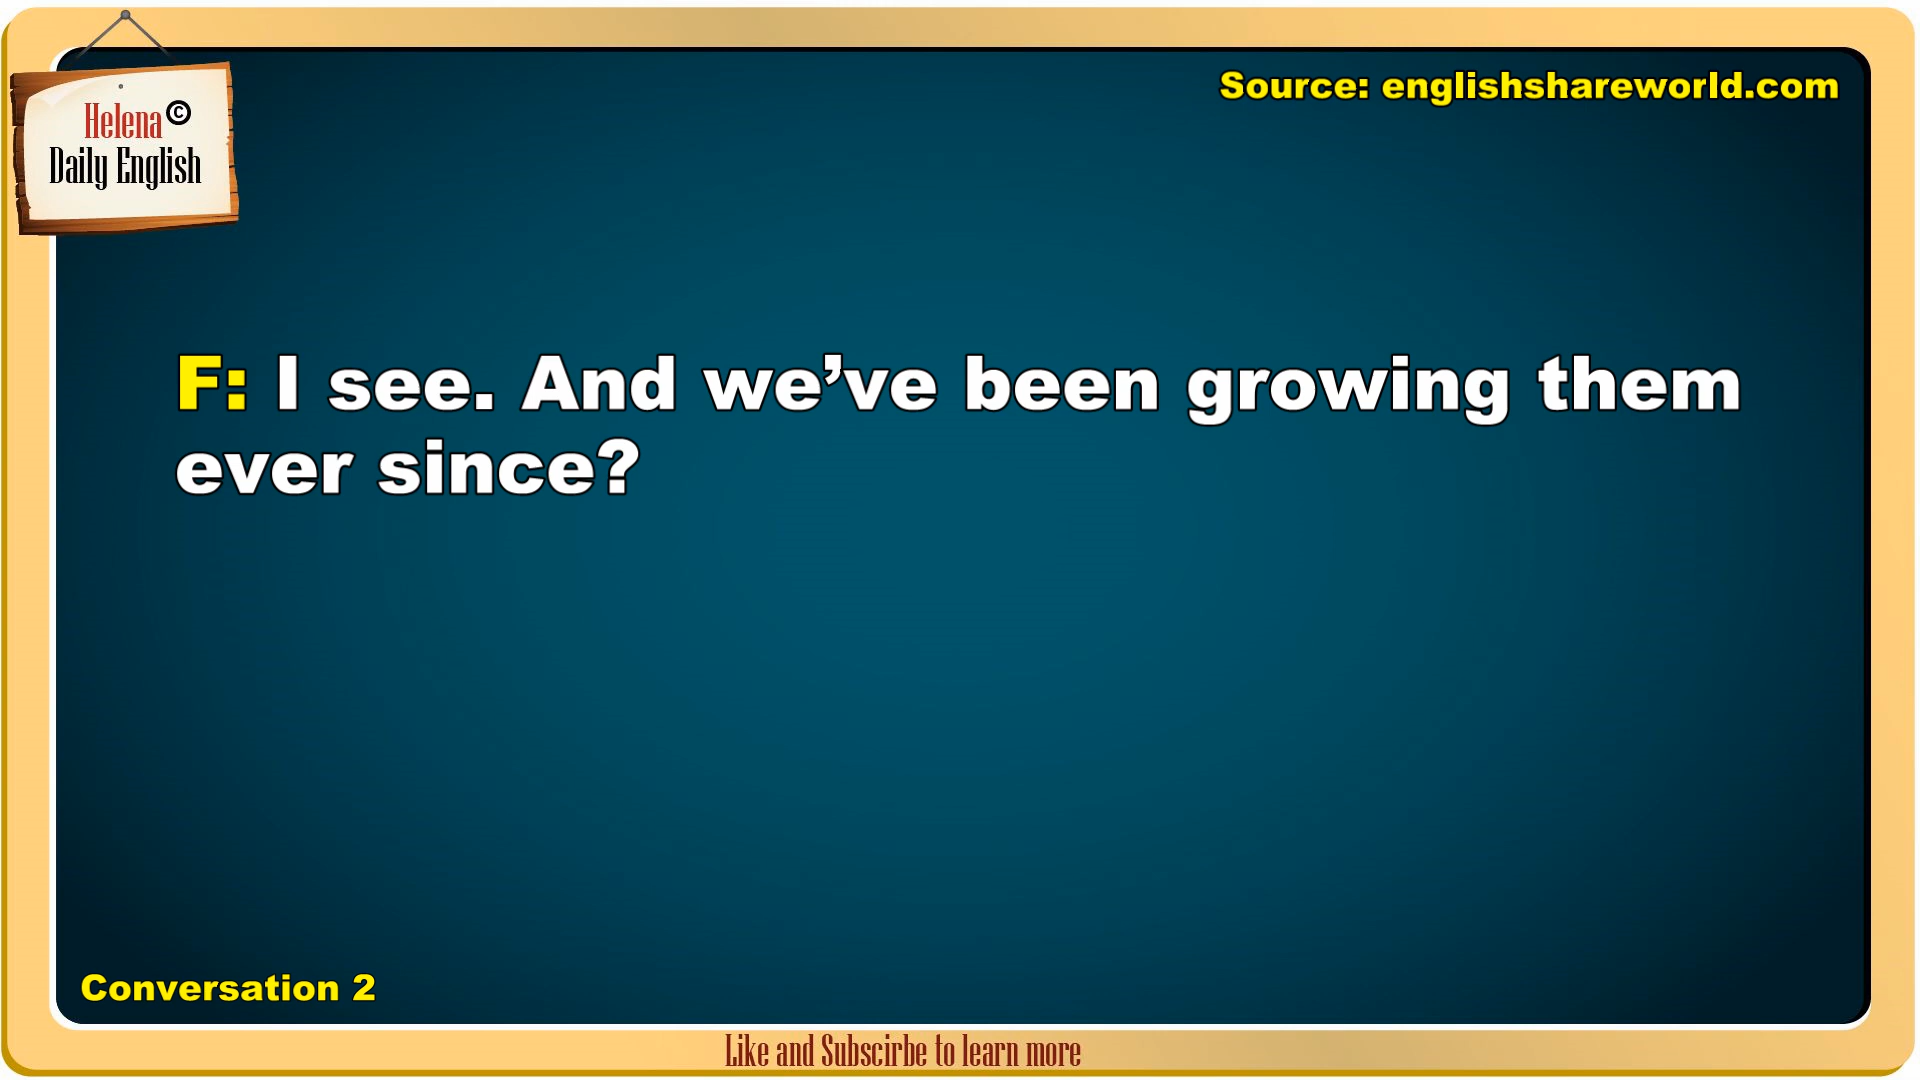 Helena ©
Daily English
Source: englishshareworld.com
F: I see. And we’ve been growing them
ever since?
Conversation 2
Like and Subscirbe to learn more